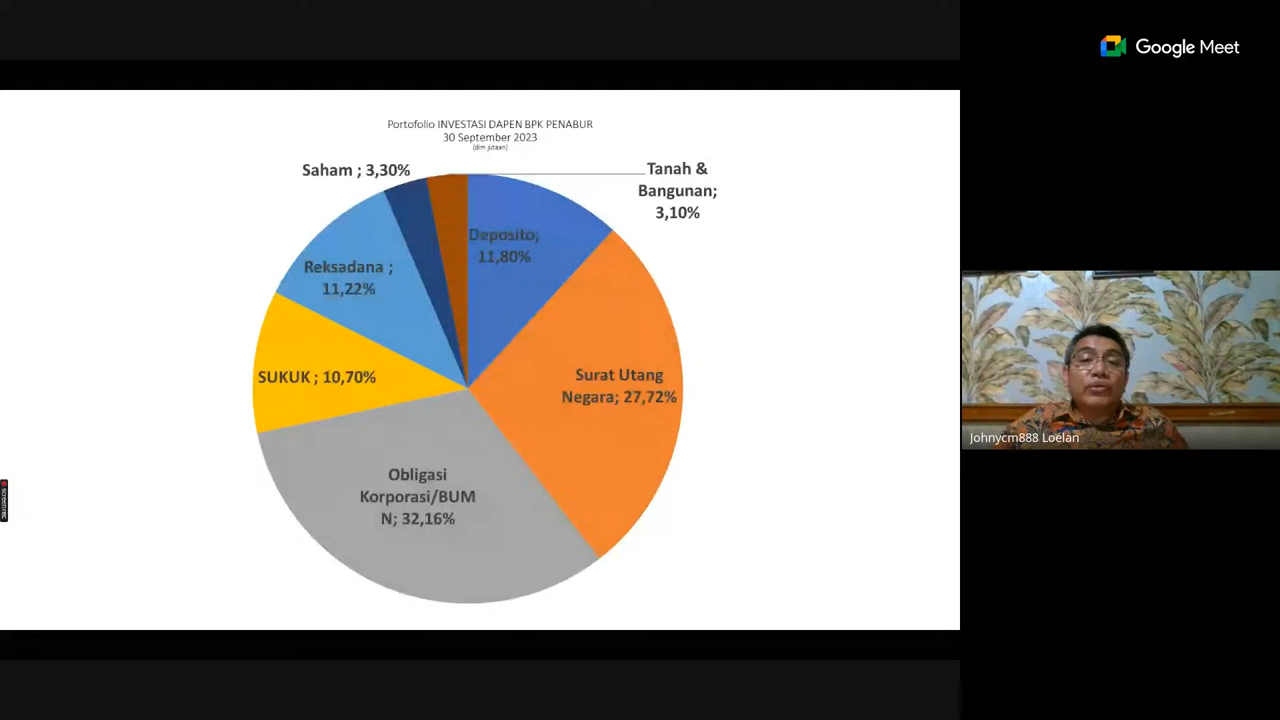 Google Meet
Portofolio INVESTASI DAPEN BPK PENABUR
30 September 2023
(dlm jutaan)
Saham ; 3,30%
Tanah &
Bangunan;
3,10%
Deposito;
11,80%
Reksadana ;
11,22%
SUKUK ; 10,70%
Surat Utang
Negara; 27,72%
Obligasi
Korporasi/BUM
N; 32,16%
Johnycm888 Loelan